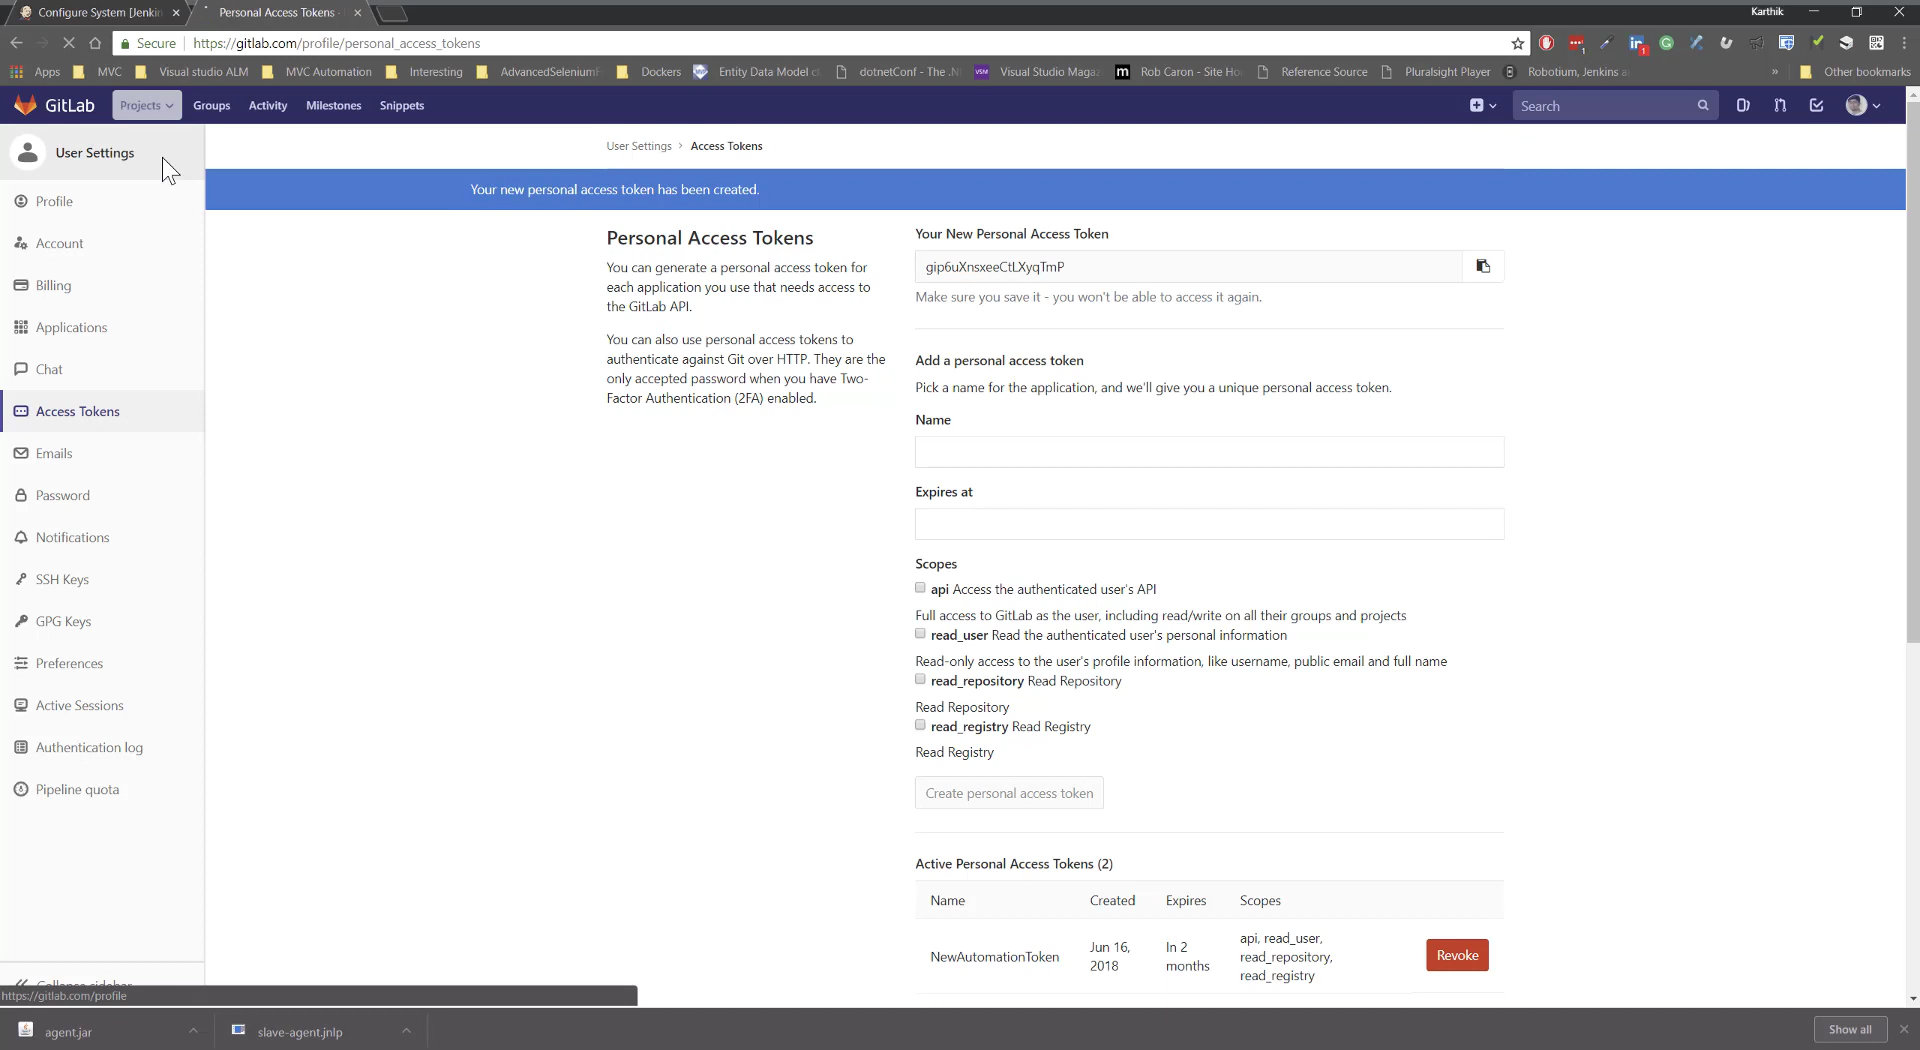 Configure System [Jenkin
Personal Access Tokens ·
Karthik
Secure
https://gitlab.com/profile/personal_access_tokens
Apps
MVC
Visual studio ALM
MVC Automation
Interesting
AdvancedSelenium
Dockers
Entity Data Model
dotnetConf - The .N
Visual Studio Magaz
Rob Caron - Site Ho
Reference Source
Pluralsight Player
Robotium, Jenkins a
»
Other bookmarks
GitLab
Projects
Groups
Activity
Milestones
Snippets
Search
User Settings
Profile
Account
Billing
Applications
Chat
Access Tokens
Emails
Password
Notifications
SSH Keys
GPG Keys
Preferences
Active Sessions
Authentication log
Pipeline quota
Collapse sidebar
https://gitlab.com/profile
User Settings > Access Tokens
Your new personal access token has been created.
Personal Access Tokens
You can generate a personal access token for
each application you use that needs access to
the GitLab API.
You can also use personal access tokens to
authenticate against Git over HTTP. They are the
only accepted password when you have Two-
Factor Authentication (2FA) enabled.
Your New Personal Access Token
gip6uXnsxeeCtLXyqTmP
Make sure you save it - you won't be able to access it again.
Add a personal access token
Pick a name for the application, and we'll give you a unique personal access token.
Name
Expires at
Scopes
api Access the authenticated user's API
Full access to GitLab as the user, including read/write on all their groups and projects
read_user Read the authenticated user's personal information
Read-only access to the user's profile information, like username, public email and full name
read_repository Read Repository
Read Repository
read_registry Read Registry
Read Registry
Create personal access token
Active Personal Access Tokens (2)
Name
Created
Expires
Scopes
NewAutomationToken
Jun 16,
2018
In 2
months
api, read_user,
read_repository,
read_registry
Revoke
agent.jar
slave-agent.jnlp
Show all